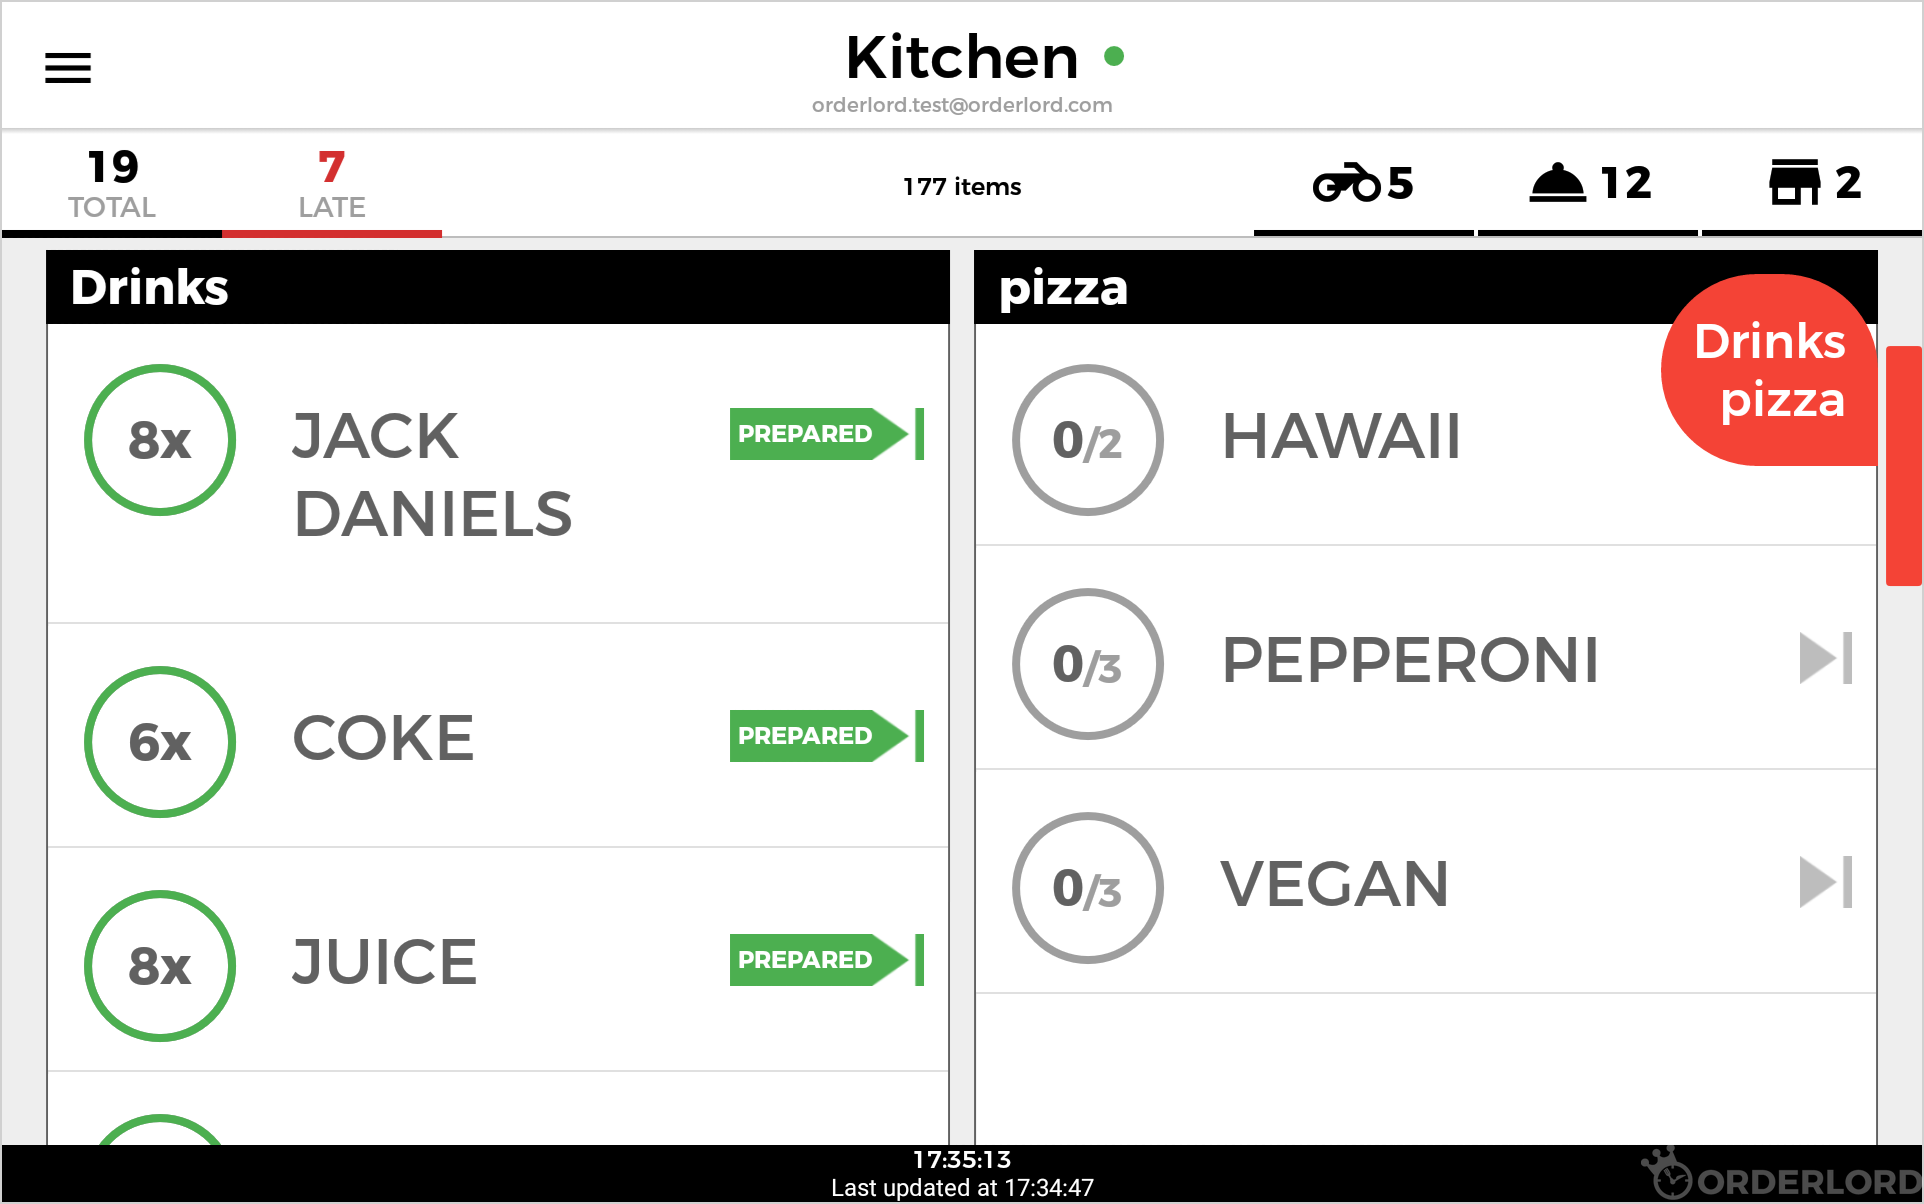 Kitchen
orderlord.test@orderlord.com
19
TOTAL
7
LATE
177 items
5
12
2
Drinks
8x
JACK
DANIELS
PREPARED
6x
COKE
PREPARED
8x
JUICE
PREPARED
pizza
0/2
HAWAII
0/3
PEPPERONI
0/3
VEGAN
Drinks
pizza
17:35:13
Last updated at 17:34:47
ORDERLORD